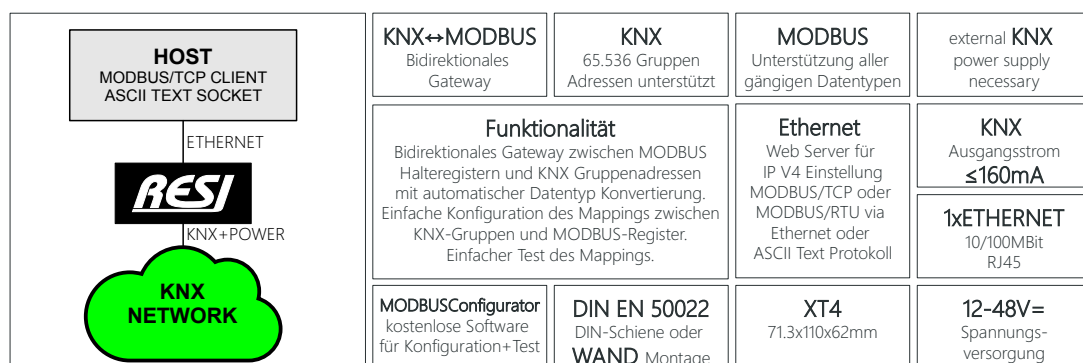 HOST
MODBUS/TCP CLIENT
ASCII TEXT SOCKET
ETHERNET
RESI
KNX+POWER
KNX
NETWORK
KNX↔MODBUS
Bidirektionales
Gateway
KNX
65.536 Gruppen
Adressen unterstützt
MODBUS
Unterstützung aller
gängigen Datentypen
external KNX
power supply
necessary
Funktionalität
Bidirektionales Gateway zwischen MODBUS
Halteregistern und KNX Gruppenadressen
mit automatischer Datentyp Konvertierung.
Einfache Konfiguration des Mappings zwischen
KNX-Gruppen und MODBUS-Register.
Einfacher Test des Mappings.
Ethernet
Web Server für
IP V4 Einstellung
MODBUS/TCP oder
MODBUS/RTU via
Ethernet oder
ASCII Text Protokoll
KNX
Ausgangsstrom
≤160mA
1xETHERNET
10/100MBit
RJ45
MODBUSConfigurator
kostenlose Software
für Konfiguration+Test
DIN EN 50022
DIN-Schiene oder
WAND Montage
XT4
71.3x110x62mm
12-48V=
Spannungs-
versorgung